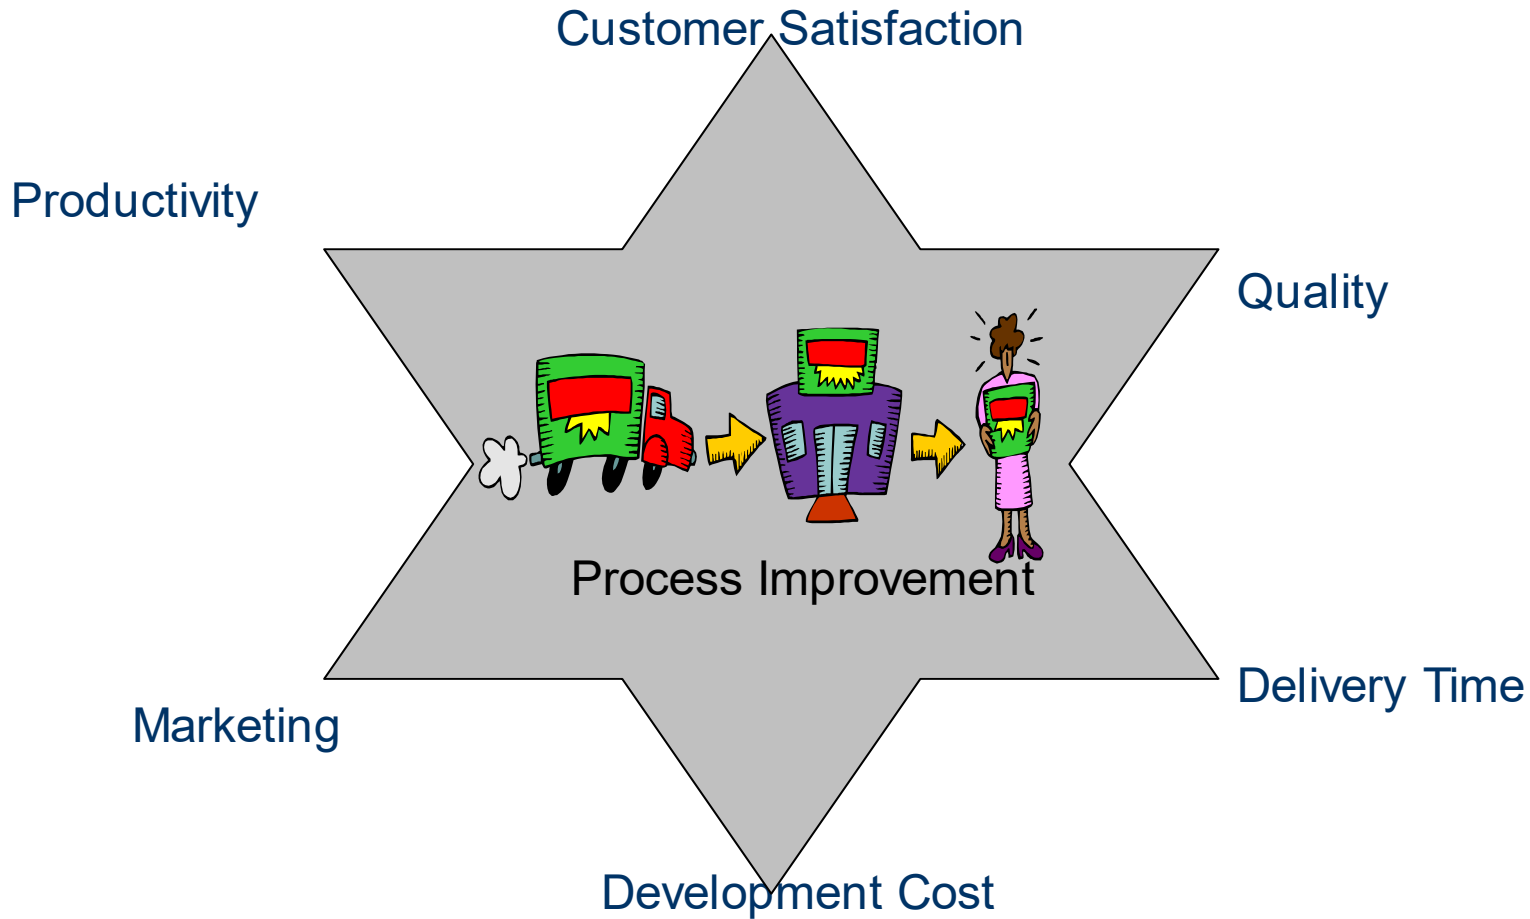 Customer Satisfaction
Productivity
Quality
Process Improvement
Delivery Time
Marketing
Development Cost